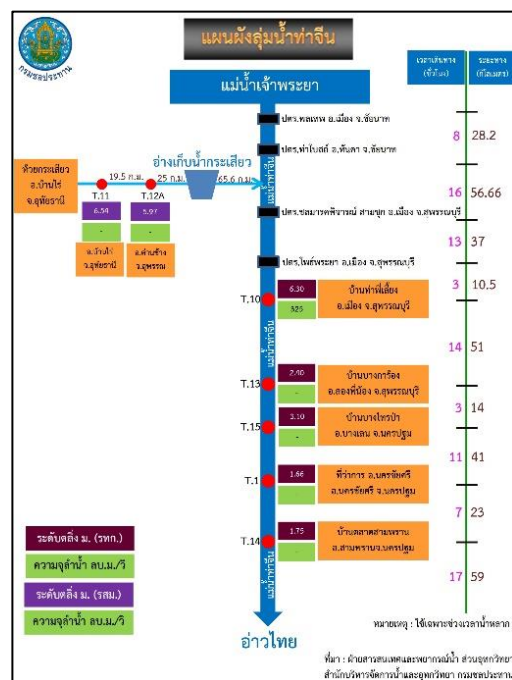 แผนผังลุ่มน้ำท่าจีน
กรมชลประทาน
แม่น้ำเจ้าพระยา
เวลาเดินทาง
(ชั่วโมง)
ระยะทาง
(กิโลเมตร)
ปตร.พลเทพ อ.เมือง จ.ชัยนาท
8 28.2
ปตร.ท่าโบสถ์ อ.หันคา จ.ชัยนาท
แม่น้ำท่าจีน
16 56.66
ห้วยกระเสียว
อ.บ้านไร่
จ.อุทัยธานี
19.5 ก.ม.
25 ก.ม.
อ่างเก็บน้ำกระเสียว
65.6 ก.ม.
T.11
T.12A
6.54
5.97
-
-
อ.บ้านไร่
จ.อุทัยธานี
อ.ด่านช้าง
จ.สุพรรณ
ปตร.ชลมารคพิจารณ์ สามชุก อ.เมือง จ.สุพรรณบุรี
13 37
ปตร.โพธิ์พระยา อ.เมือง จ.สุพรรณบุรี
3 10.5
T.10
6.30
325
บ้านท่าพี่เลี้ยง
อ.เมือง จ.สุพรรณบุรี
แม่น้ำท่าจีน
14 51
T.13
2.40
-
บ้านบางการ้อง
อ.สองพี่น้อง จ.สุพรรณบุรี
3 14
T.15
3.10
-
บ้านบางไทรป่า
อ.บางเลน จ.นครปฐม
11 41
T.1
1.66
-
ที่ว่าการ อ.นครชัยศรี
อ.นครชัยศรี จ.นครปฐม
7 23
T.14
1.75
-
บ้านตลาดสามพราน
อ.สามพราน จ.นครปฐม
แม่น้ำท่าจีน
17 59
อ่าวไทย
ระดับตลิ่ง ม. (รทก.)
ความจุลำน้ำ ลบ.ม./วิ
ระดับตลิ่ง ม. (รสม.)
ความจุลำน้ำ ลบ.ม./วิ
หมายเหตุ : ใช้เฉพาะช่วงเวลาน้ำหลาก
ที่มา : ฝ่ายสารสนเทศและพยากรณ์น้ำ ส่วนอุทกวิทยา
สำนักบริหารจัดการน้ำและอุทกวิทยา กรมชลประทาน